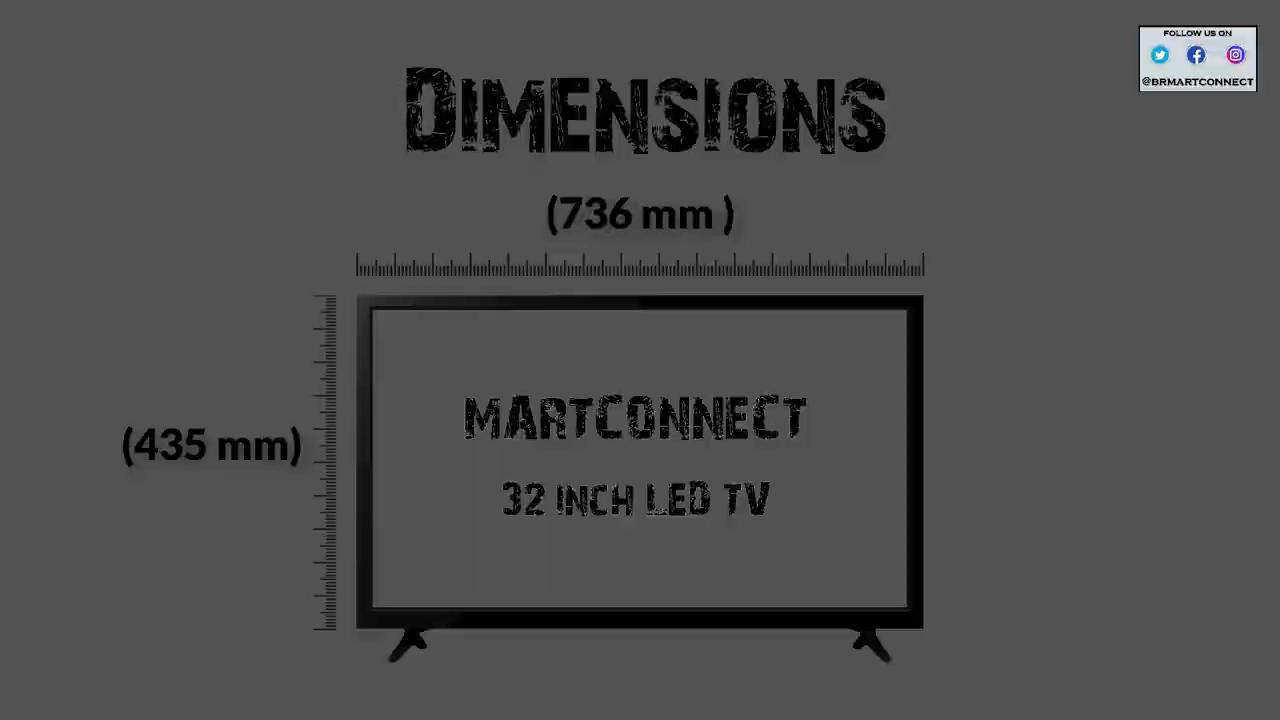 FOLLOW US ON
@BRMARTCONNECT
DIMENSIONS
(736 mm )
(435 mm)
MARTCONNECT
32 INCH LED TV